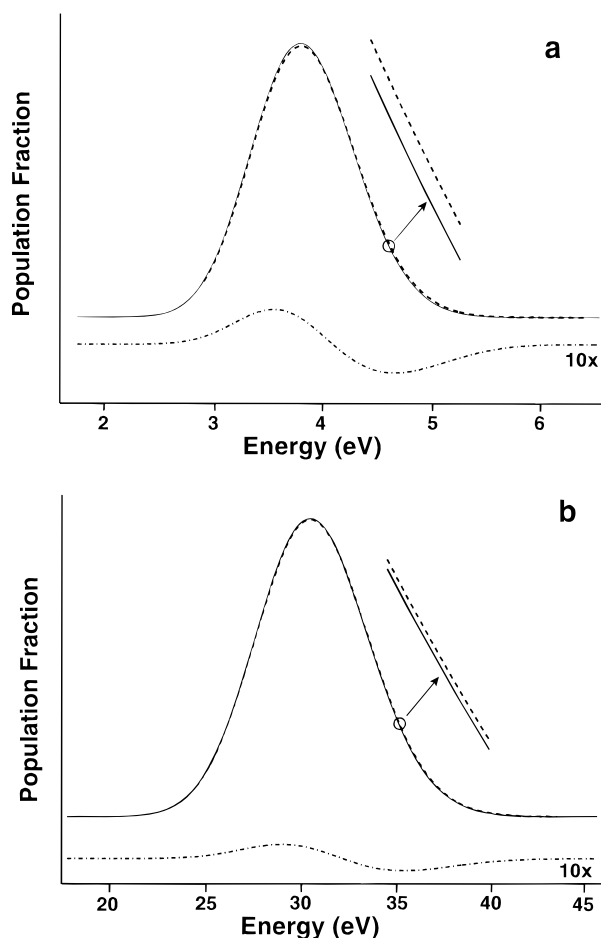 a
Population Fraction
10x
2 3 4 5 6
Energy (eV)
b
Population Fraction
10x
20 25 30 35 40 45
Energy (eV)